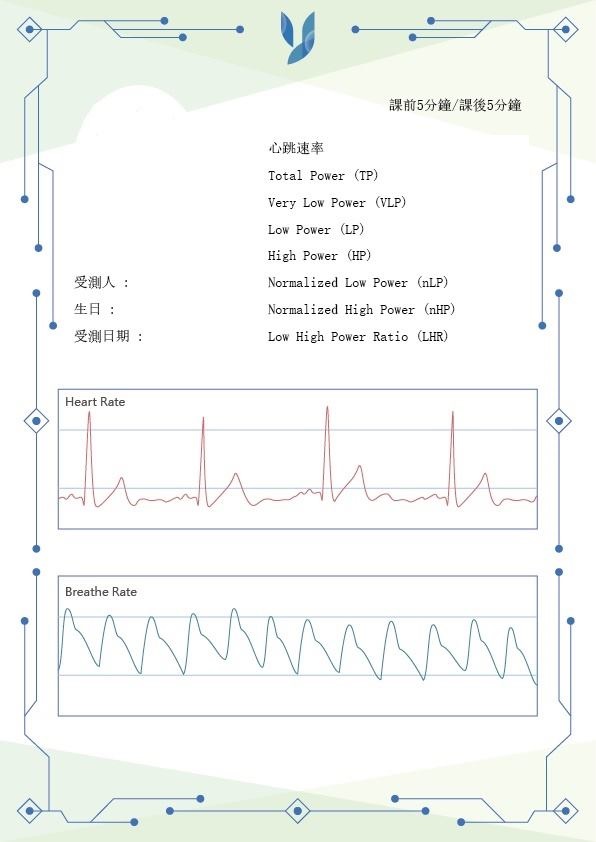 課前5分鐘/課後5分鐘
心跳速率
Total Power (TP)
Very Low Power (VLP)
Low Power (LP)
High Power (HP)
受測人 : Normalized Low Power (nLP)
生日 : Normalized High Power (nHP)
受測日期 : Low High Power Ratio (LHR)
Heart Rate
Breathe Rate